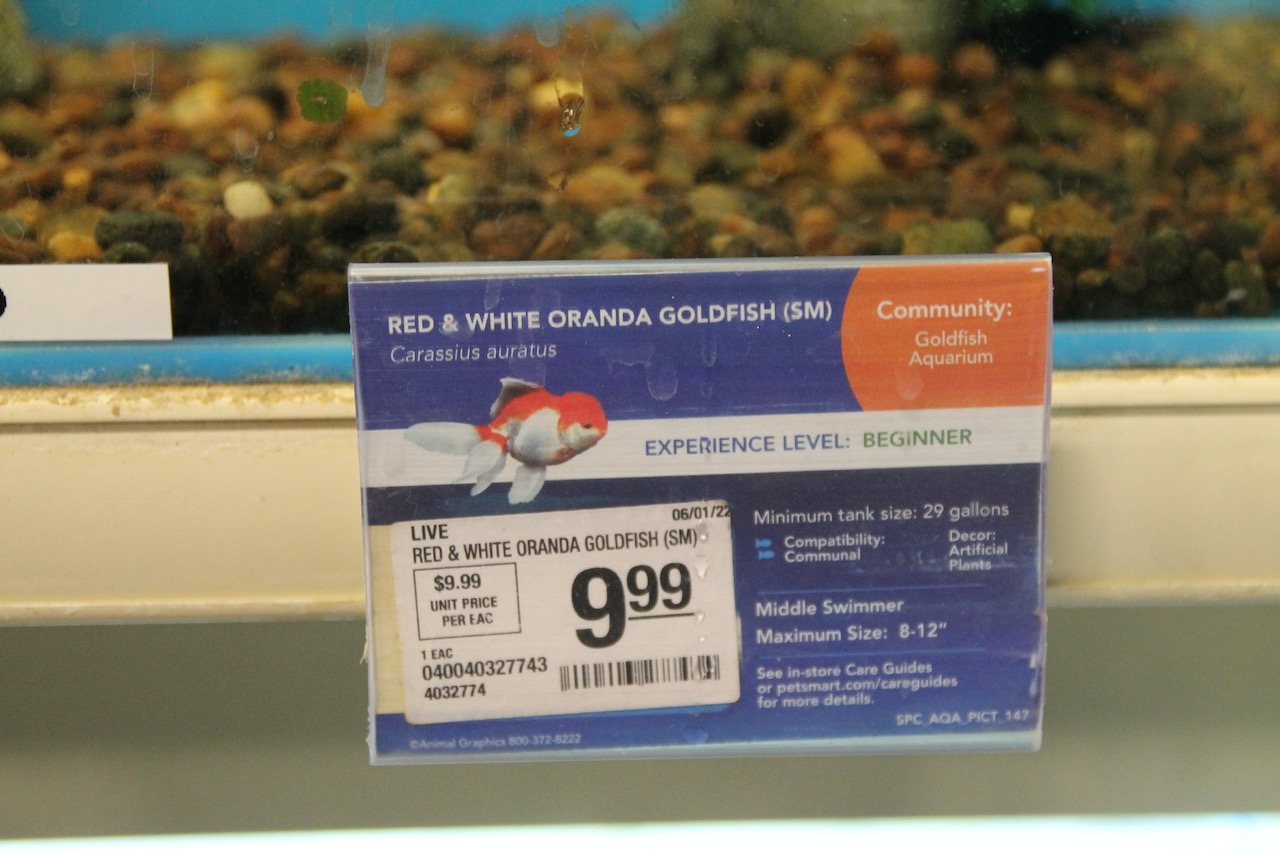 RED & WHITE ORANDA GOLDFISH (SM)
Carassius auratus
Community:
Goldfish
Aquarium
EXPERIENCE LEVEL: BEGINNER
06/01/22
LIVE
RED & WHITE ORANDA GOLDFISH (SM)
$9.99
UNIT PRICE
PER EAC
9.99
1 EAC
040040327743
4032774
Minimum tank size: 29 gallons
Compatibility:
Communal
Decor:
Artificial
Plants
Middle Swimmer
Maximum Size: 8-12”
See in-store Care Guides
or petsmart.com/careguides
for more details.
SPC_AQA_PICT_147
©Animal Graphics 800-372-8222